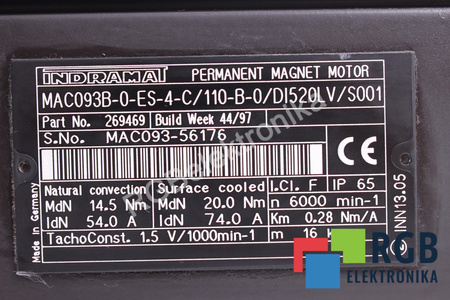 INDRAMAT PERMANENT MAGNET MOTOR
MAC093B-0-ES-4-C/110-B-0/DI520LV/S001
Part No. 269469 Build Week 44/97
S.No. MAC093-56176
CE
Natural convection Surface cooled I.Cl. F IP 65
MdN 14.5 Nm MdN 20.0 Nm n 6000 min-1
IdN 54.0 A IdN 74.0 A Km 0.28 Nm/A
TachoConst. 1.5 V/1000min-1 m 16
Made in Germany
INN13.05
RGB elektronika
RGB
ELEKTRONIKA